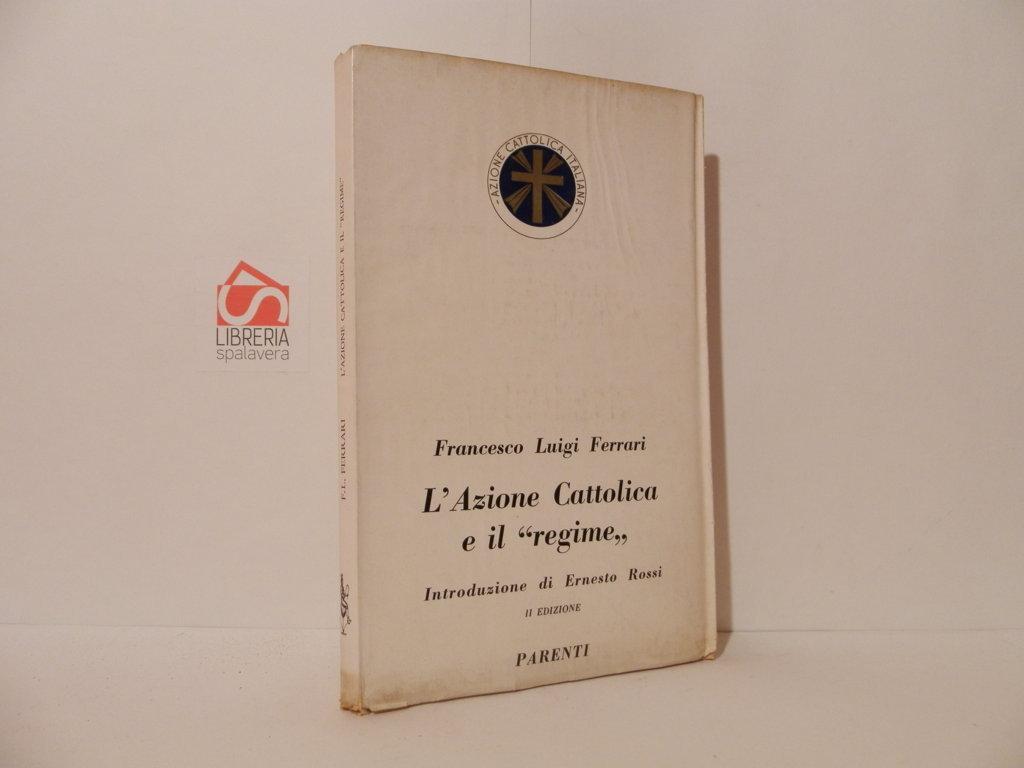 - AZIONE CATTOLICA ITALIANA -
Francesco Luigi Ferrari
L'Azione Cattolica
e il “regime„
Introduzione di Ernesto Rossi
II EDIZIONE
PARENTI
F. L. FERRARI
L'AZIONE CATTOLICA E IL "REGIME"
LIBRERIA
spalavera